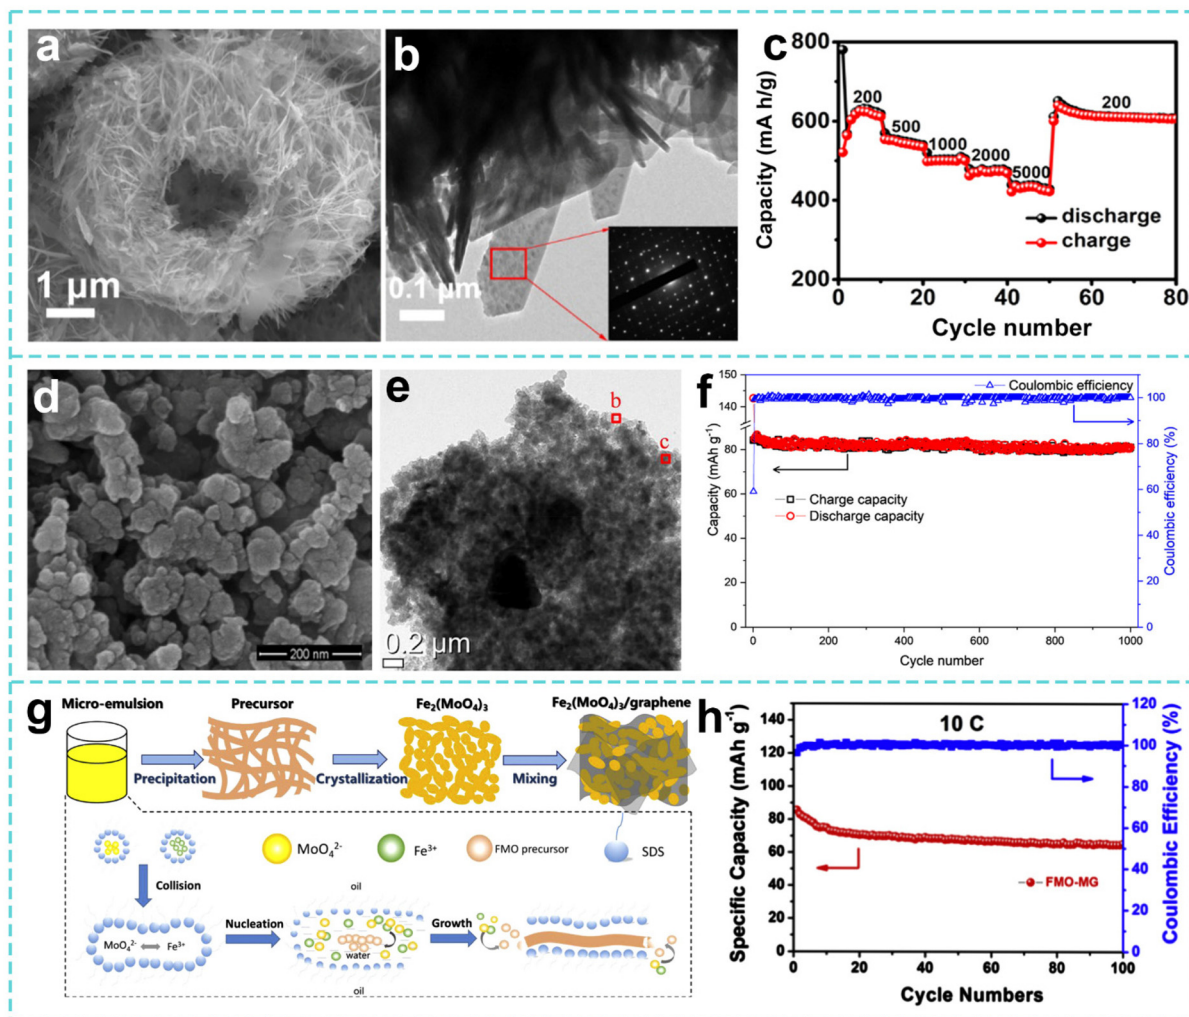 a
1 μm
b
0.1 μm
c
Capacity (mA h/g)
800
600
400
200
200
500
1000
2000
5000
200
discharge
charge
0 20 40 60 80
Cycle number
d
200 nm
e
b
c
0.2 μm
f
Capacity (mAh g⁻¹)
150
140
80
60
40
20
0
Coulombic efficiency
Charge capacity
Discharge capacity
100
80
60
40
20
0
Coulombic efficiency (%)
0 200 400 600 800 1000
Cycle number
g
Micro-emulsion
Precursor
Fe₂(MoO₄)₃
Fe₂(MoO₄)₃/graphene
Precipitation
Crystallization
Mixing
MoO₄²⁻
Fe³⁺
FMO precursor
SDS
Collision
oil
MoO₄²⁻
Fe³⁺
Nucleation
water
Growth
oil
h
Specific Capacity (mAh g⁻¹)
140
120
100
80
60
40
20
0
10 C
FMO-MG
120
100
80
60
40
20
0
Coulombic Efficiency (%)
0 20 40 60 80 100
Cycle Numbers